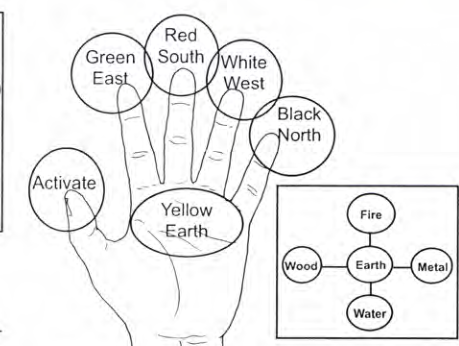 Red
South
Green
East
White
West
Black
North
Activate
Yellow
Earth
Fire
Wood
Earth
Metal
Water